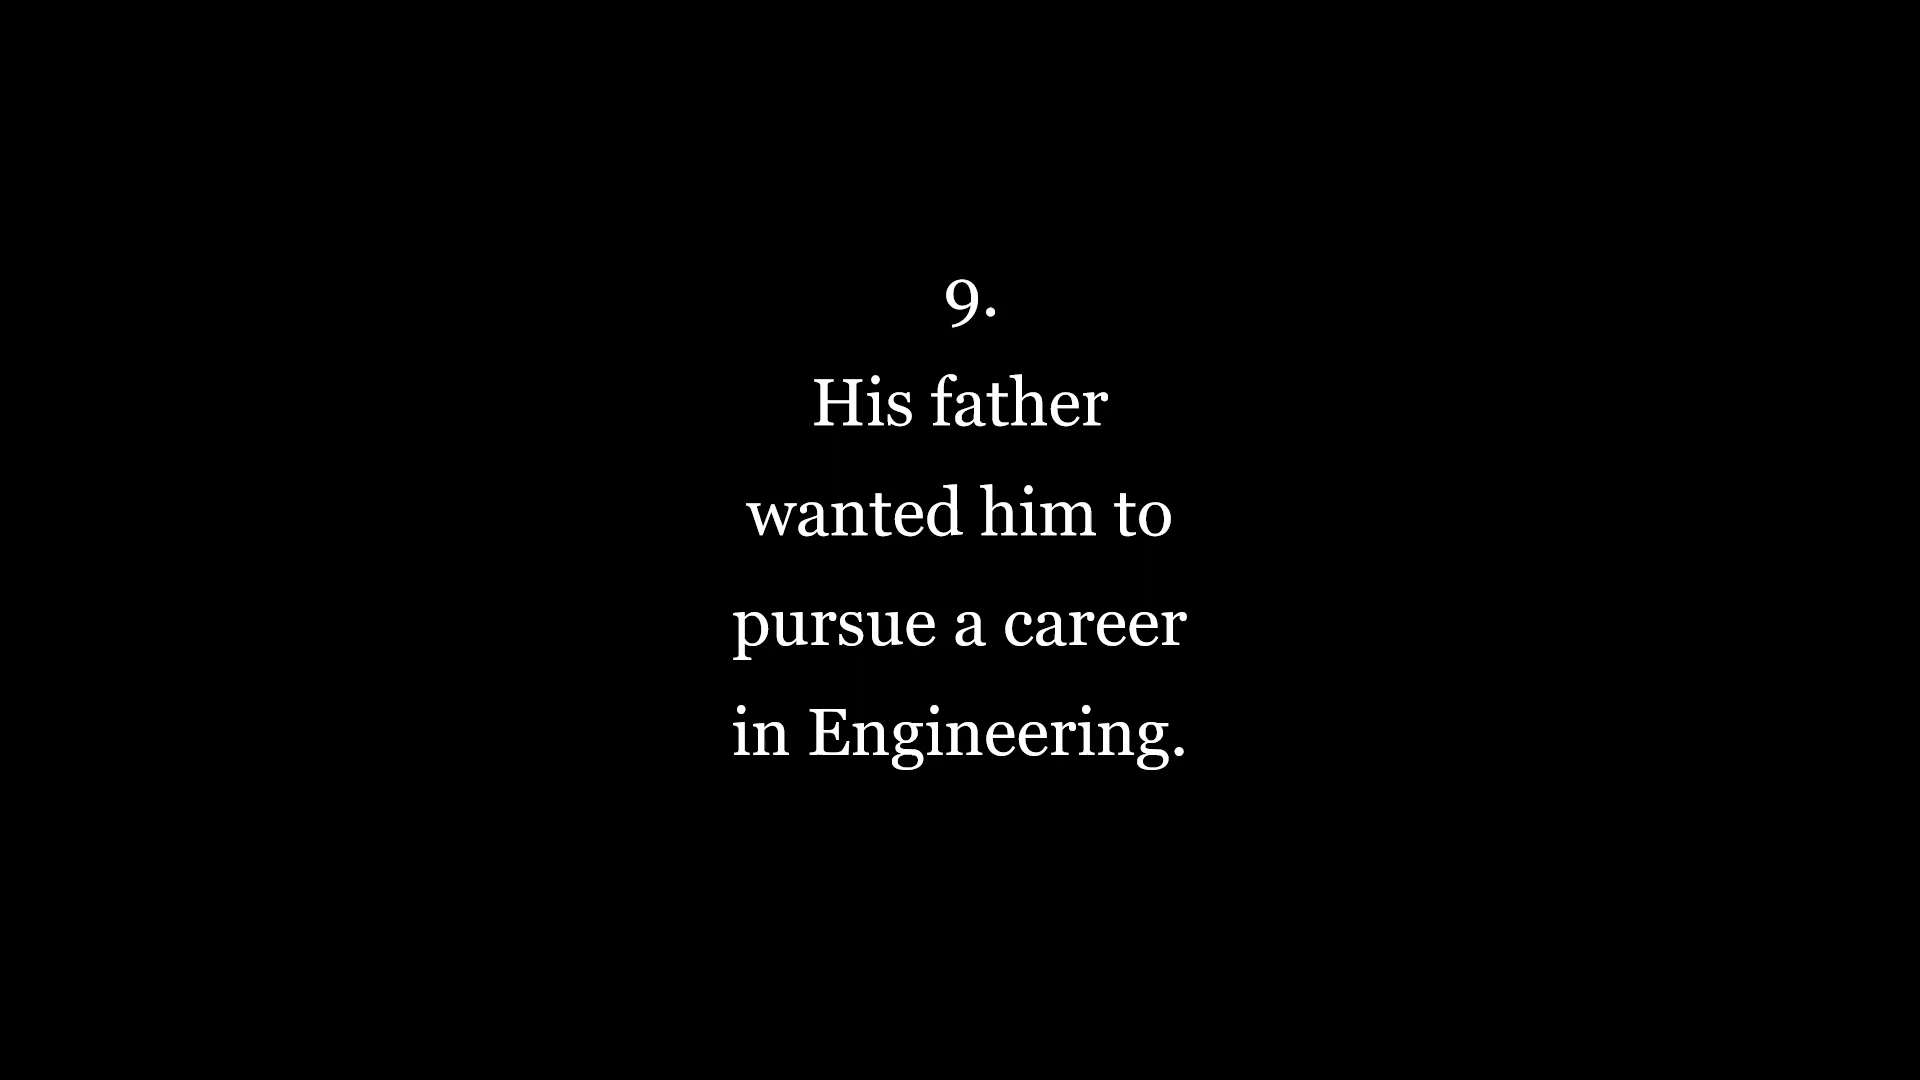 9.
His father
wanted him to
pursue a career
in Engineering.